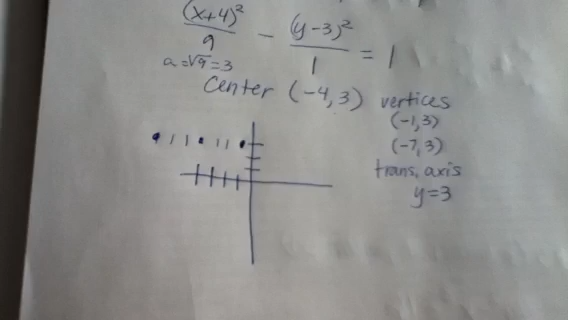 (x+4)²/9 - (y-3)²/1 = 1
a=√9=3
Center (-4,3) vertices
(-1,3)
(-7,3)
trans, axis
y=3